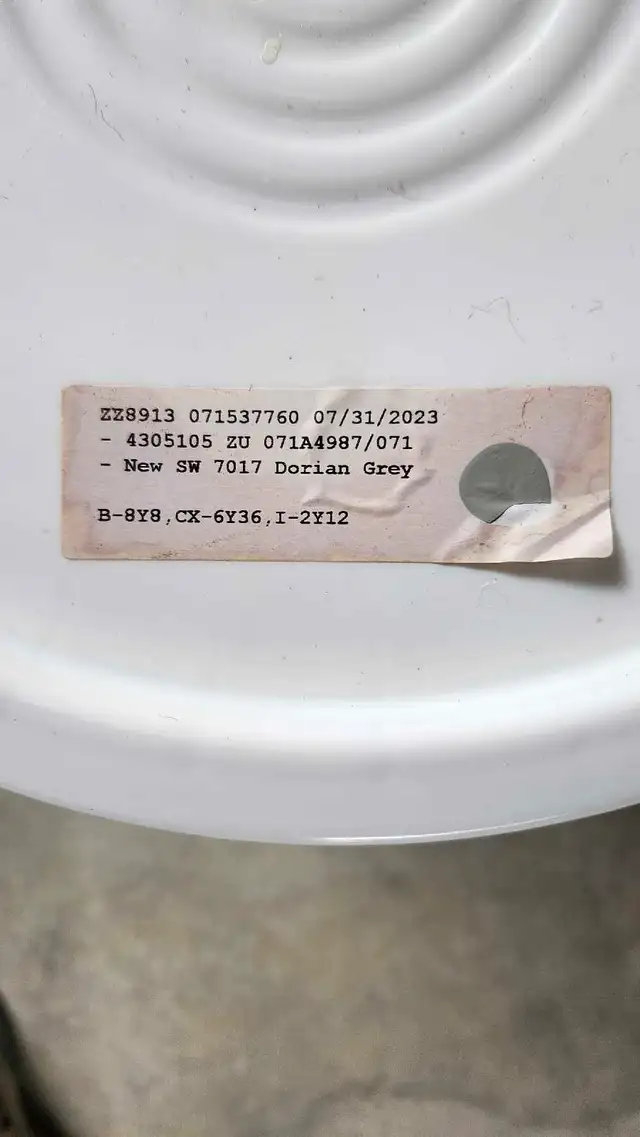 ZZ8913 071537760 07/31/2023
- 4305105 ZU 071A4987/071
- New SW 7017 Dorian Grey
B-8Y8,CX-6Y36,I-2Y12